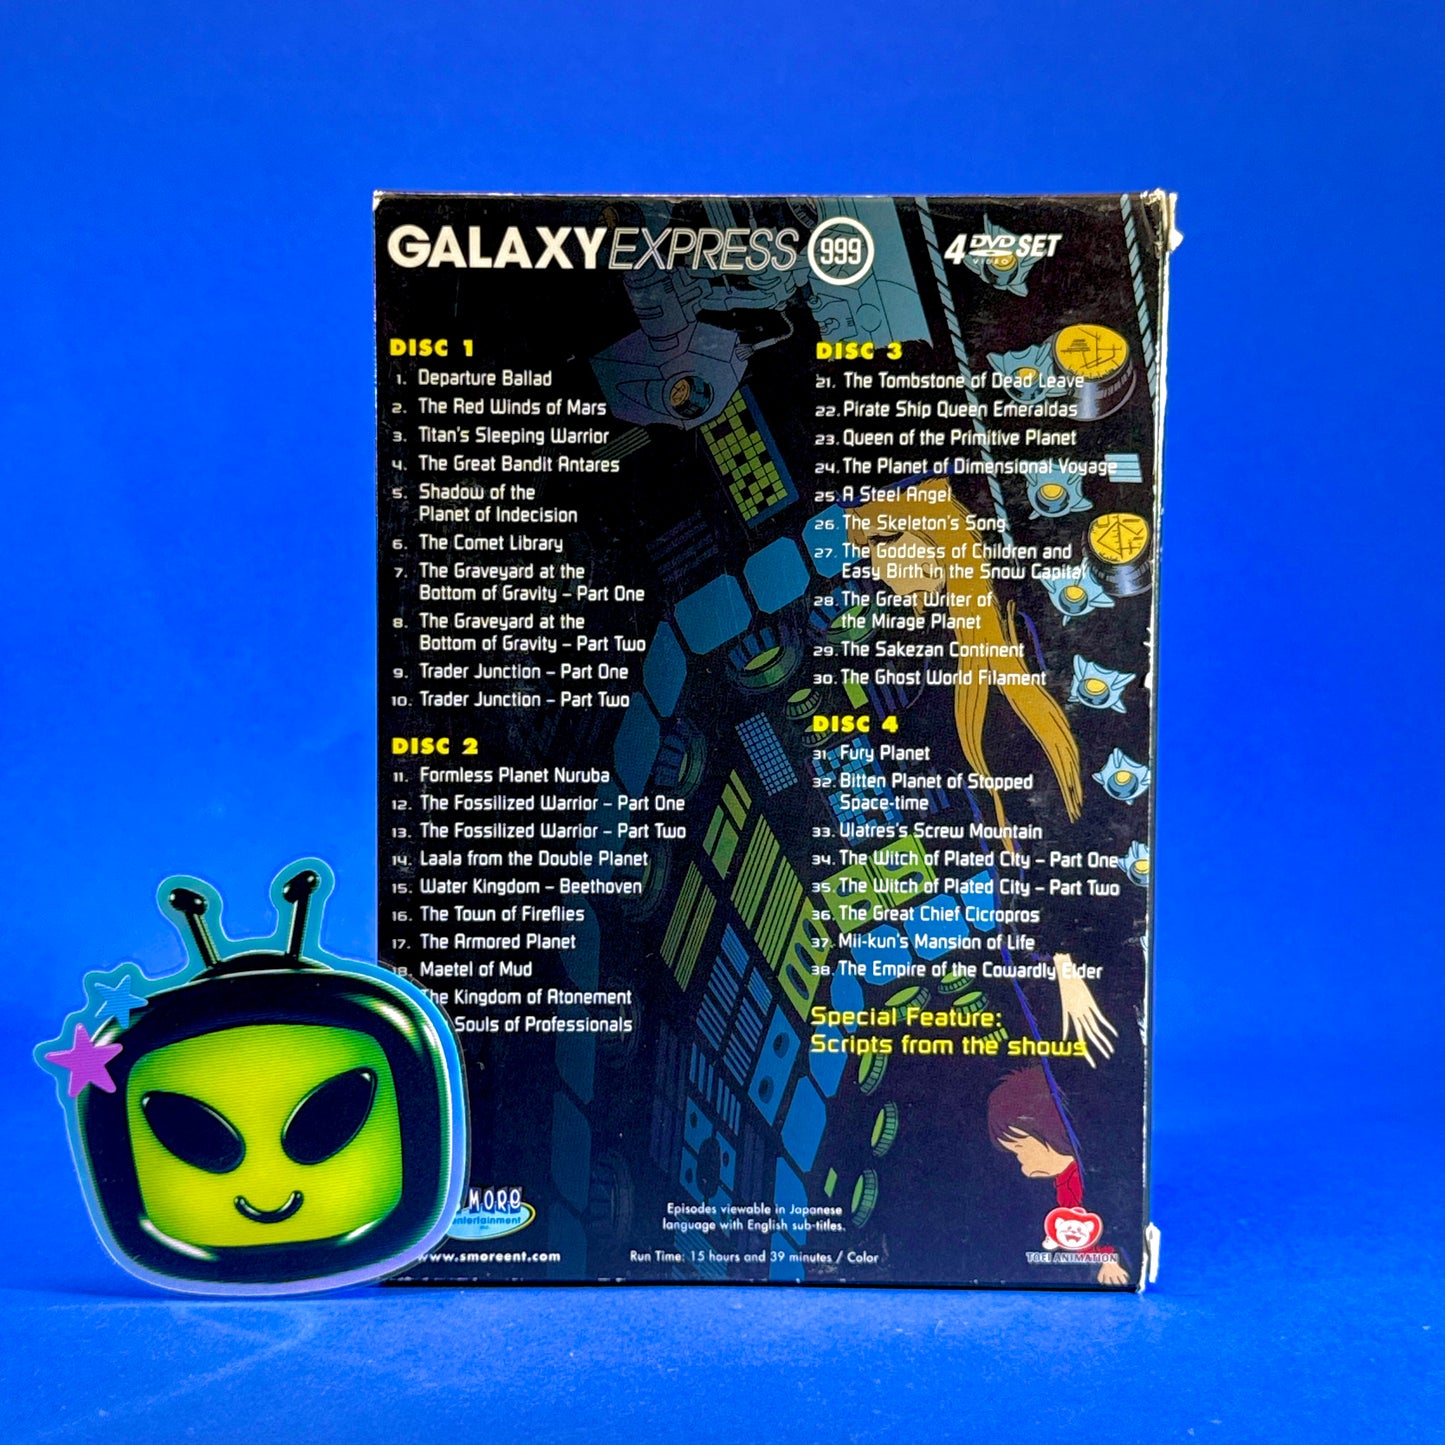 GALAXY EXPRESS 999
4 DVD SET
VIDEO
DISC 1
1. Departure Ballad
2. The Red Winds of Mars
3. Titan's Sleeping Warrior
4. The Great Bandit Antares
5. Shadow of the
Planet of Indecision
6. The Comet Library
7. The Graveyard at the
Bottom of Gravity – Part One
8. The Graveyard at the
Bottom of Gravity – Part Two
9. Trader Junction – Part One
10. Trader Junction – Part Two
DISC 2
11. Formless Planet Nuruba
12. The Fossilized Warrior – Part One
13. The Fossilized Warrior – Part Two
14. Laala from the Double Planet
15. Water Kingdom – Beethoven
16. The Town of Fireflies
17. The Armored Planet
18. Maetel of Mud
The Kingdom of Atonement
Souls of Professionals
DISC 3
21. The Tombstone of Dead Leave
22. Pirate Ship Queen Emeraldas
23. Queen of the Primitive Planet
24. The Planet of Dimensional Voyage
25. A Steel Angel
26. The Skeleton's Song
27. The Goddess of Children and
Easy Birth in the Snow Capital
28. The Great Writer of
the Mirage Planet
29. The Sakezan Continent
30. The Ghost World Filament
DISC 4
31. Fury Planet
32. Bitten Planet of Stopped
Space-time
33. Ulatres's Screw Mountain
34. The Witch of Plated City – Part One
35. The Witch of Plated City – Part Two
36. The Great Chief Cicropros
37. Mii-kun's Mansion of Life
38. The Empire of the Cowardly Elder
Special Feature:
Scripts from the shows
MORE
entertainment
inc.
www.smoreent.com
Episodes viewable in Japanese
language with English sub-titles.
Run Time: 15 hours and 39 minutes / Color
TOEI ANIMATION